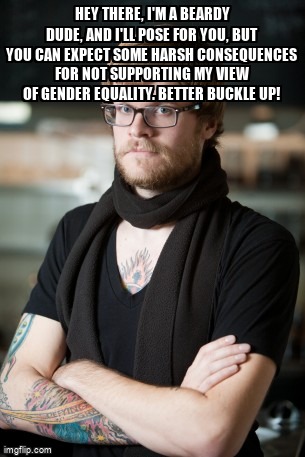 HEY THERE, I'M A BEARDY
DUDE, AND I'LL POSE FOR YOU, BUT
YOU CAN EXPECT SOME HARSH CONSEQUENCES
FOR NOT SUPPORTING MY VIEW
OF GENDER EQUALITY. BETTER BUCKLE UP!
imgflip.com